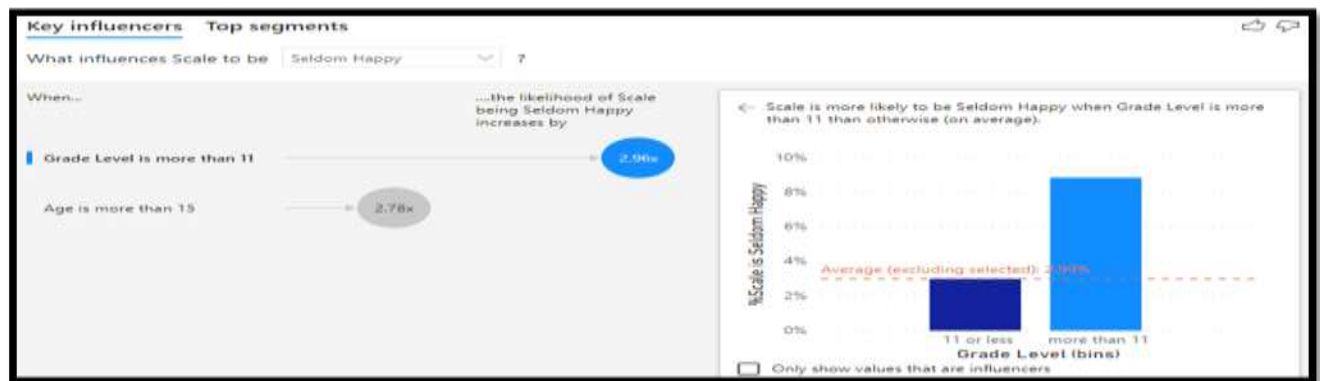 Key influencers Top segments
What influences Scale to be Seldom Happy ?
When...
....the likelihood of Scale
being Seldom Happy
increases by
Grade Level is more than 11 2.96x
Age is more than 15 2.78x
Scale is more likely to be Seldom Happy when Grade Level is more
than 11 than otherwise (on average).
10%
8%
6%
4%
2%
0%
%Scale is Seldom Happy
Average (excluding selected):
11 or less more than 11
Grade Level (bins)
Only show values that are influencers